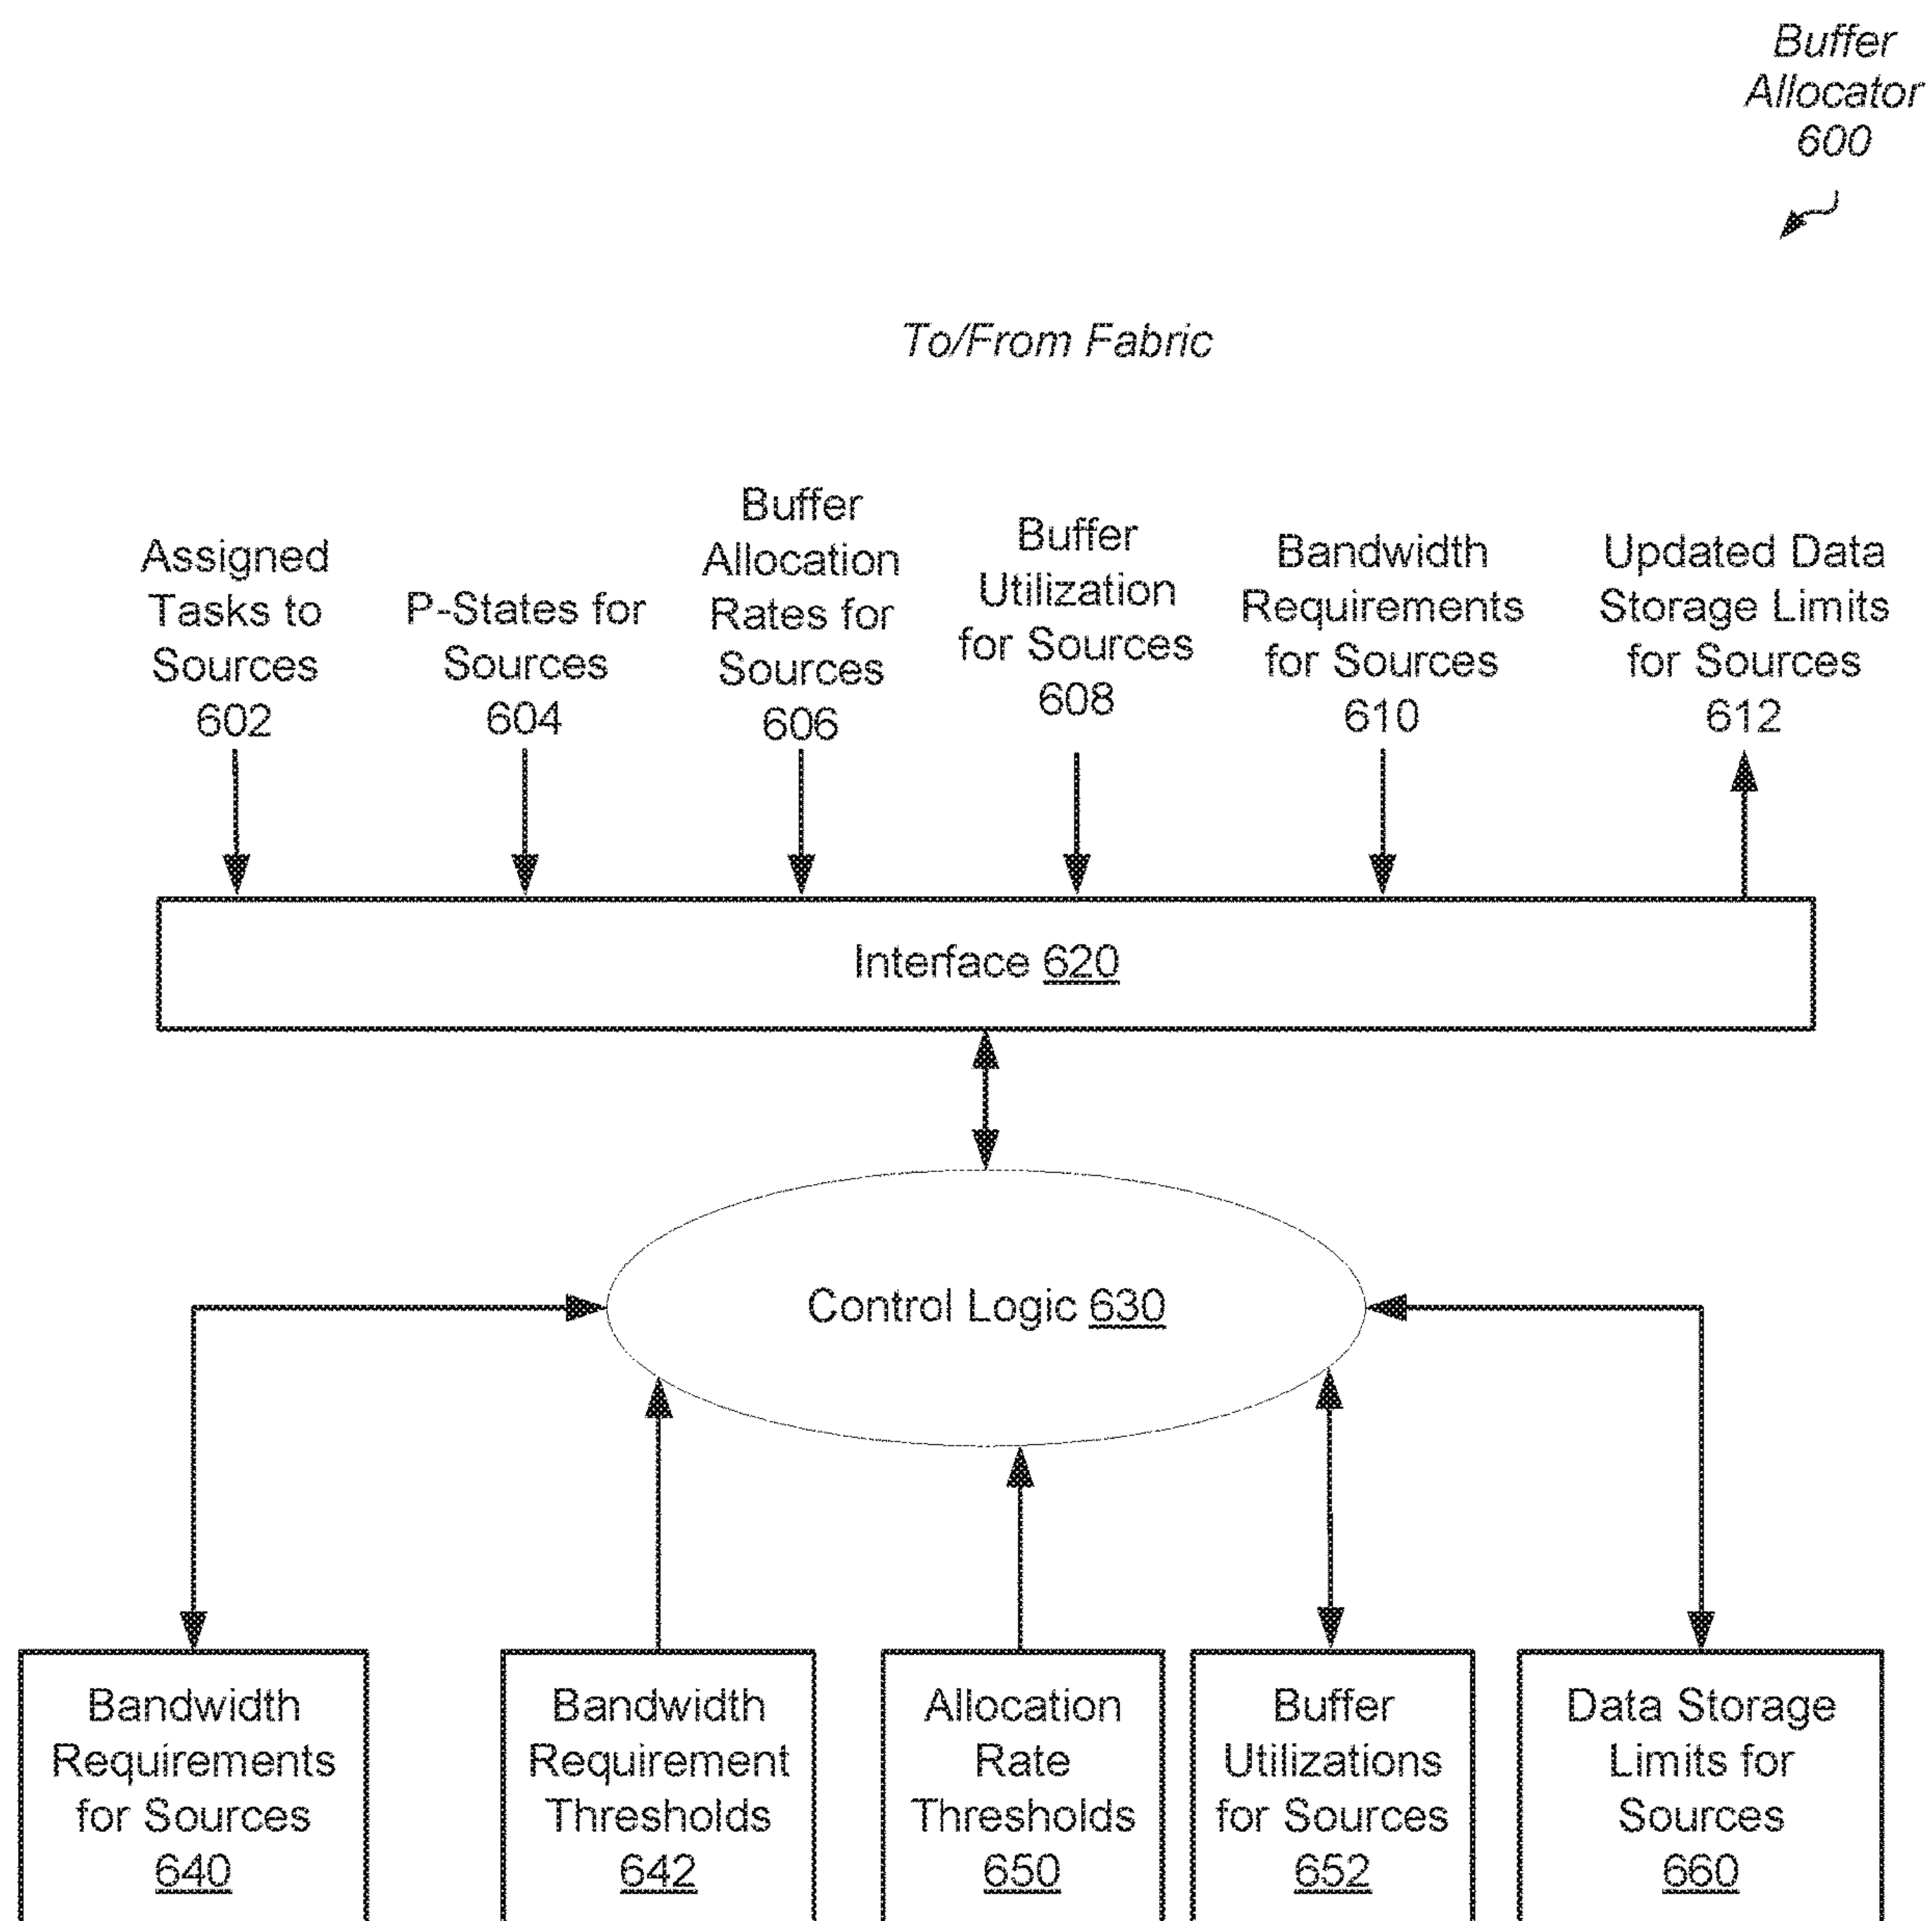 Buffer
Allocator
600
To/From Fabric
Assigned
Tasks to
Sources
602
P-States for
Sources
604
Buffer
Allocation
Rates for
Sources
606
Buffer
Utilization
for Sources
608
Bandwidth
Requirements
for Sources
610
Updated Data
Storage Limits
for Sources
612
Interface 620
Control Logic 630
Bandwidth
Requirements
for Sources
640
Bandwidth
Requirement
Thresholds
642
Allocation
Rate
Thresholds
650
Buffer
Utilizations
for Sources
652
Data Storage
Limits for
Sources
660